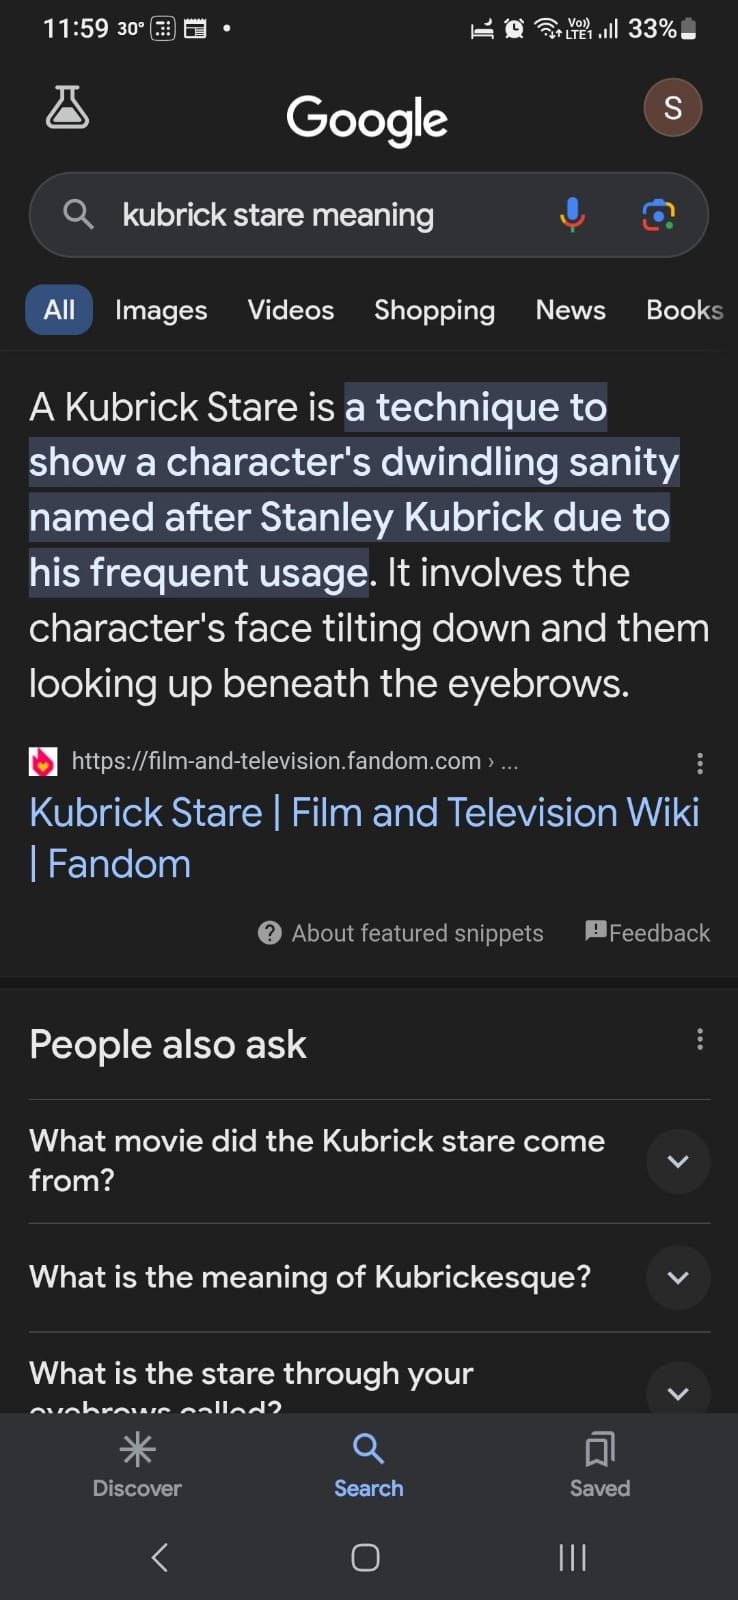 11:59 30° Vo)) LTE1 33%
Google
S
kubrick stare meaning
All Images Videos Shopping News Books
A Kubrick Stare is a technique to
show a character's dwindling sanity
named after Stanley Kubrick due to
his frequent usage. It involves the
character's face tilting down and them
looking up beneath the eyebrows.
https://film-and-television.fandom.com › ...
Kubrick Stare | Film and Television Wiki
| Fandom
About featured snippets Feedback
People also ask
What movie did the Kubrick stare come
from?
What is the meaning of Kubrickesque?
What is the stare through your
eyebrows called?
Discover Search Saved